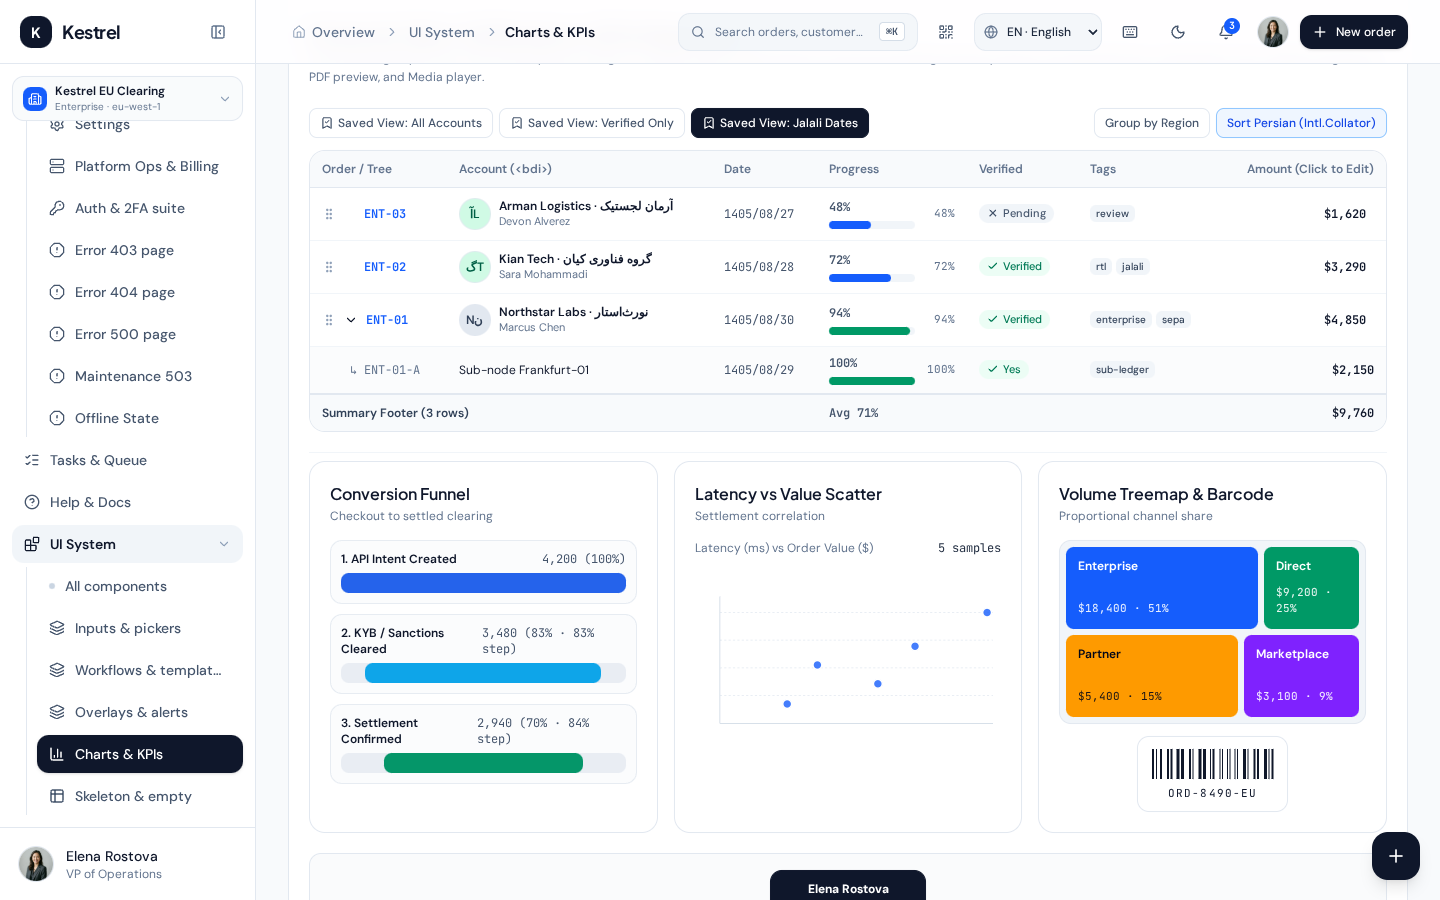 K Kestrel
Overview
UI System
Charts & KPIs
Search orders, customer...
⌘K
EN · English
3
New order
Kestrel EU Clearing
Enterprise · eu-west-1
Settings
Platform Ops & Billing
Auth & 2FA suite
Error 403 page
Error 404 page
Error 500 page
Maintenance 503
Offline State
Tasks & Queue
Help & Docs
UI System
All components
Inputs & pickers
Workflows & templat...
Overlays & alerts
Charts & KPIs
Skeleton & empty
Elena Rostova
VP of Operations
PDF preview, and Media player.
Saved View: All Accounts
Saved View: Verified Only
Saved View: Jalali Dates
Group by Region
Sort Persian (Intl.Collator)
Order / Tree Account (<bdi>) Date Progress Verified Tags Amount (Click to Edit)
ENT-03 آL Arman Logistics · آرمان لجستیک Devon Alverez 1405/08/27 48% 48% Pending review $1,620
ENT-02 گT Kian Tech · گروه فناوری کیان Sara Mohammadi 1405/08/28 72% 72% Verified rtl jalali $3,290
ENT-01 Nن Northstar Labs · نورث‌استار Marcus Chen 1405/08/30 94% 94% Verified enterprise sepa $4,850
↳ ENT-01-A Sub-node Frankfurt-01 1405/08/29 100% 100% Yes sub-ledger $2,150
Summary Footer (3 rows) Avg 71% $9,760
Conversion Funnel
Checkout to settled clearing
1. API Intent Created 4,200 (100%)
2. KYB / Sanctions Cleared 3,480 (83% · 83% step)
3. Settlement Confirmed 2,940 (70% · 84% step)
Latency vs Value Scatter
Settlement correlation
Latency (ms) vs Order Value ($) 5 samples
Volume Treemap & Barcode
Proportional channel share
Enterprise
$18,400 · 51%
Direct
$9,200 · 25%
Partner
$5,400 · 15%
Marketplace
$3,100 · 9%
ORD-8490-EU
Elena Rostova